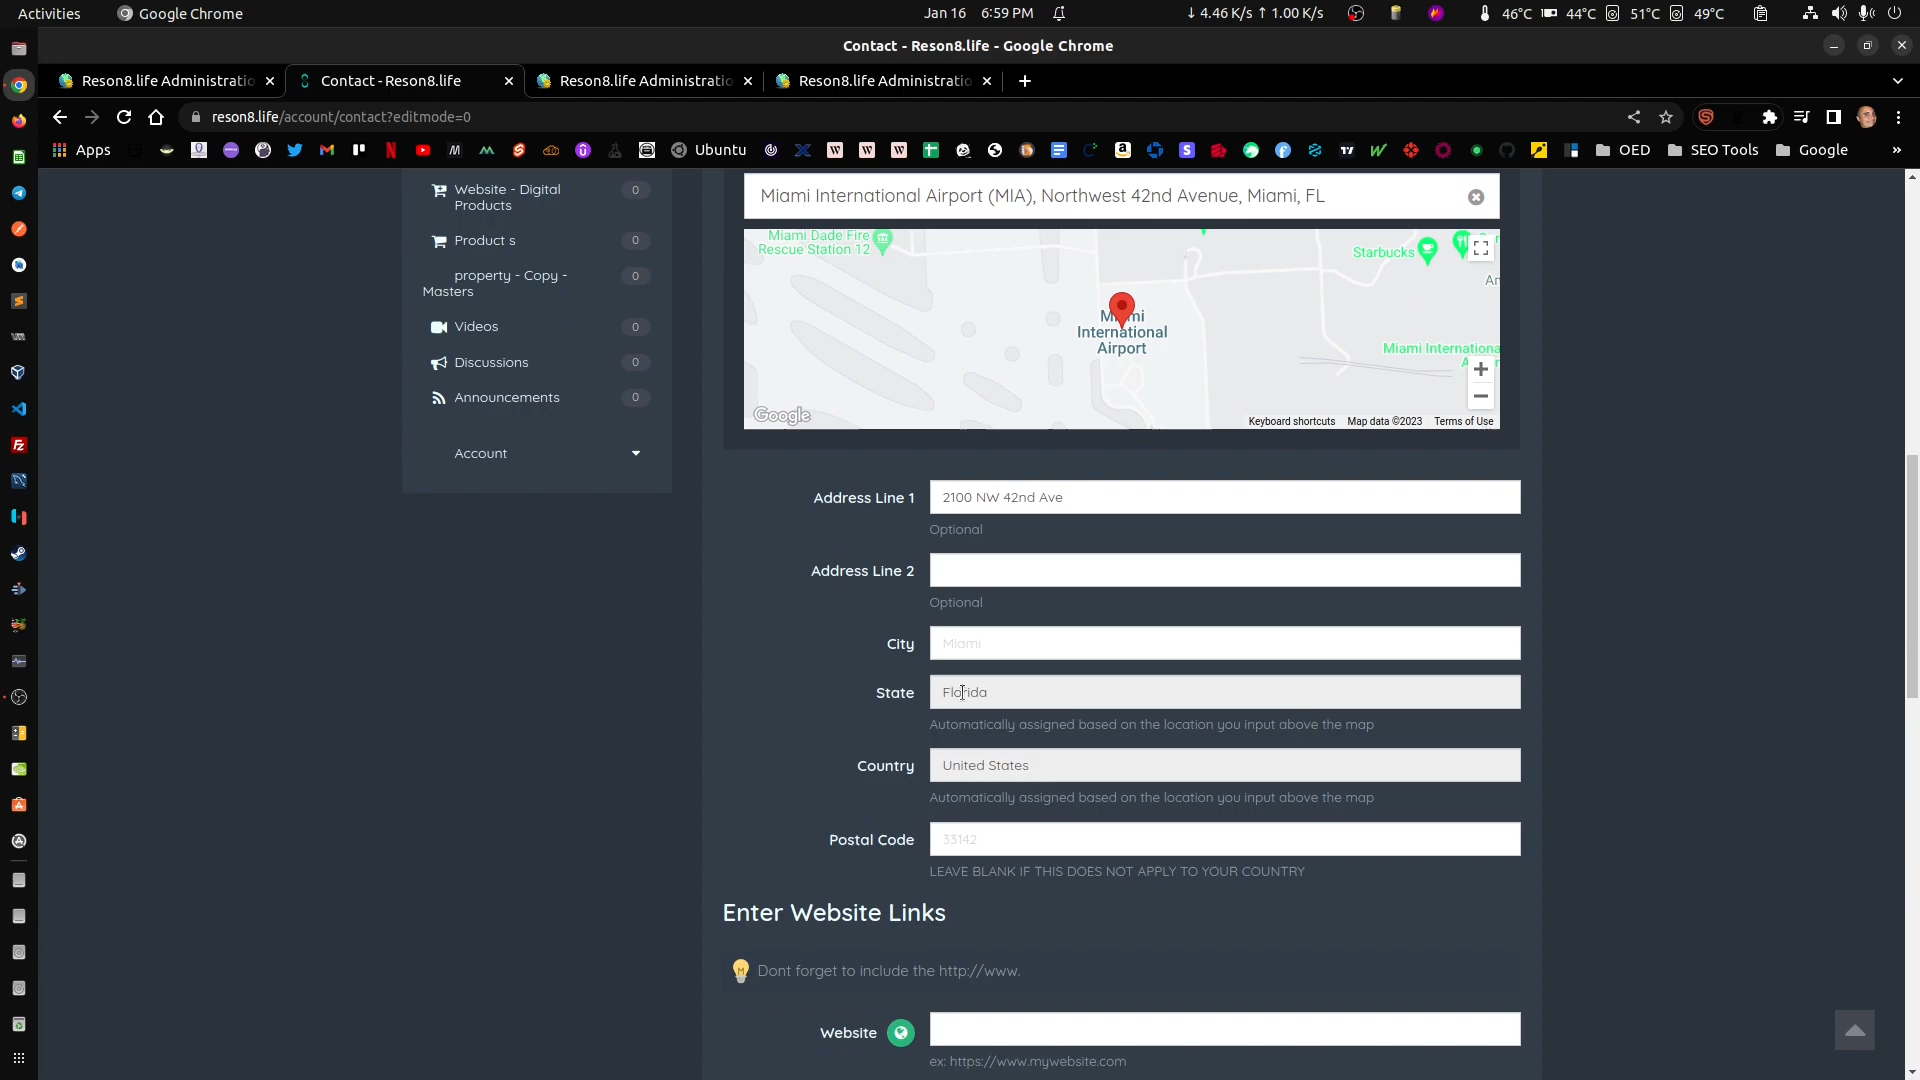 Activities
Google Chrome
Jan 16 6:59 PM
↓ 4.46 K/s ↑ 1.00 K/s
46°C
44°C
51°C
49°C
Contact - Reson8.life - Google Chrome
Reson8.life Administratio
Contact - Reson8.life
Reson8.life Administratio
Reson8.life Administratio
reson8.life/account/contact?editmode=0
Apps
Ubuntu
OED
SEO Tools
Google
»
Website - Digital
Products
0
Product s
0
property - Copy -
Masters
0
Videos
0
Discussions
0
Announcements
0
Account
Miami International Airport (MIA), Northwest 42nd Avenue, Miami, FL
Miami Dade Fire
Rescue Station 12
Starbucks
Miami
International
Airport
Miami Internationa
Google
Keyboard shortcuts
Map data ©2023
Terms of Use
Address Line 1
2100 NW 42nd Ave
Optional
Address Line 2
Optional
City
Miami
State
Florida
Automatically assigned based on the location you input above the map
Country
United States
Automatically assigned based on the location you input above the map
Postal Code
33142
LEAVE BLANK IF THIS DOES NOT APPLY TO YOUR COUNTRY
Enter Website Links
Dont forget to include the http://www.
Website
ex: https://www.mywebsite.com